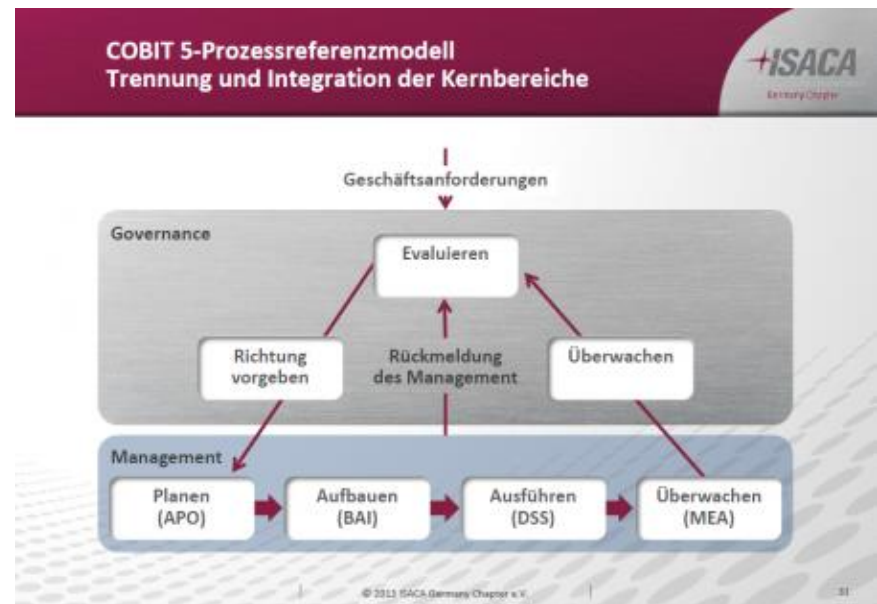 COBIT 5-Prozessreferenzmodell
Trennung und Integration der Kernbereiche
ISACA
Germany Chapter
Geschäftsanforderungen
Governance
Evaluieren
Richtung
vorgeben
Rückmeldung
des Management
Überwachen
Management
Planen
(APO)
Aufbauen
(BAI)
Ausführen
(DSS)
Überwachen
(MEA)
© 2013 ISACA Germany Chapter e.V.